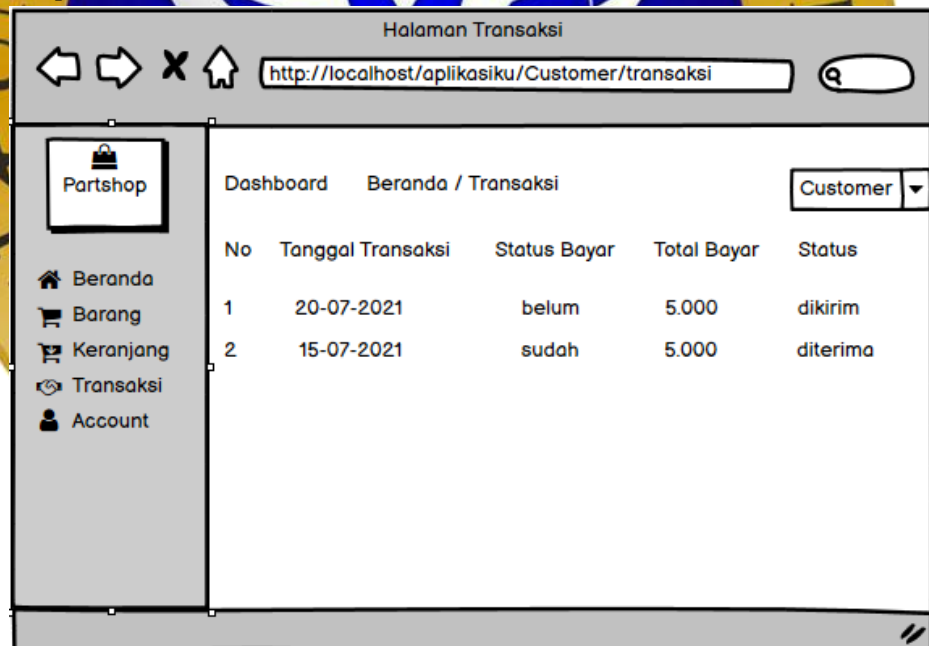 Halaman Transaksi
http://localhost/aplikasiku/Customer/transaksi
Partshop
Beranda
Barang
Keranjang
Transaksi
Account
Dashboard Beranda / Transaksi
Customer
No Tanggal Transaksi Status Bayar Total Bayar Status
1 20-07-2021 belum 5.000 dikirim
2 15-07-2021 sudah 5.000 diterima